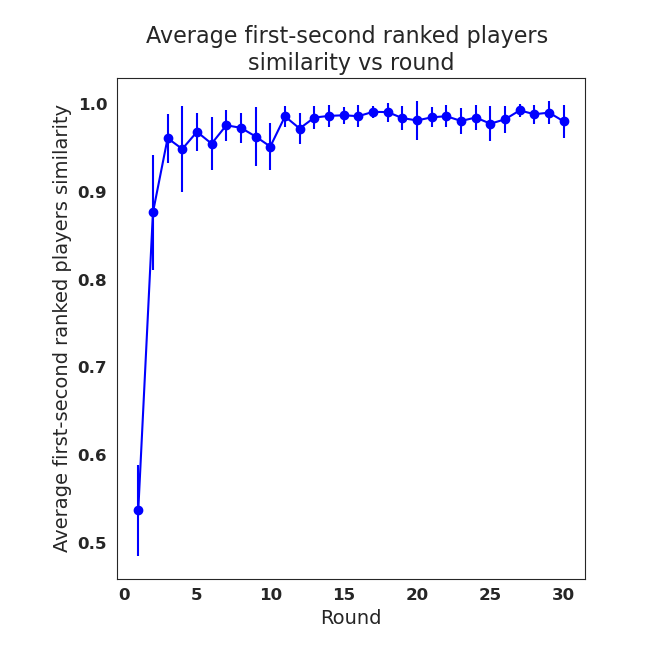 Average first-second ranked players
similarity vs round
Average first-second ranked players similarity
1.0
0.9
0.8
0.7
0.6
0.5
0 5 10 15 20 25 30
Round